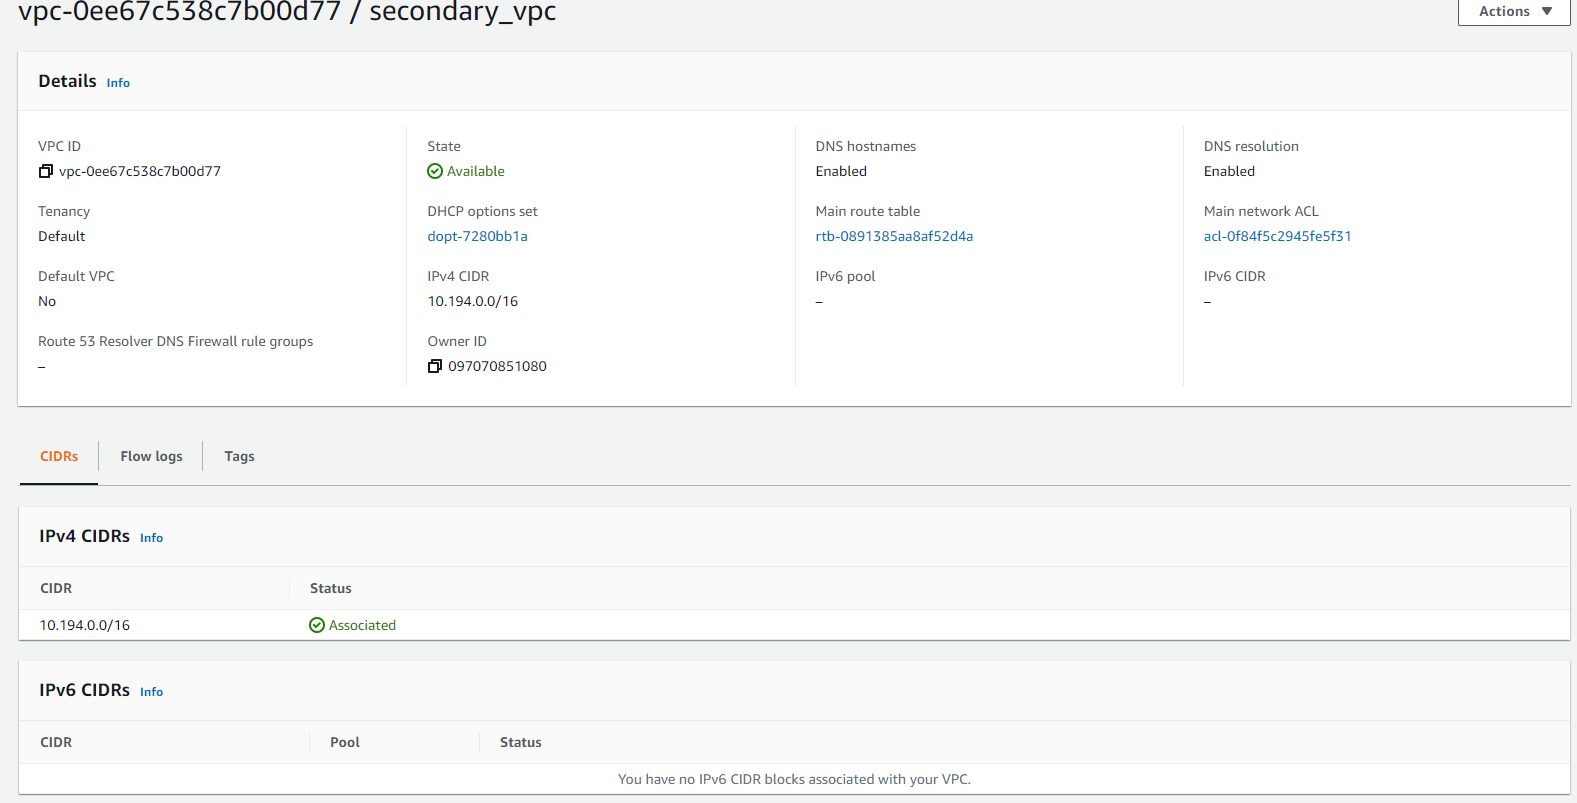 vpc-0ee67c538c7b00d77 / secondary_vpc
Actions
Details Info
VPC ID
vpc-0ee67c538c7b00d77
State
Available
DNS hostnames
Enabled
DNS resolution
Enabled
Tenancy
Default
DHCP options set
dopt-7280bb1a
Main route table
rtb-0891385aa8af52d4a
Main network ACL
acl-0f84f5c2945fe5f31
Default VPC
No
IPv4 CIDR
10.194.0.0/16
IPv6 pool
–
IPv6 CIDR
–
Route 53 Resolver DNS Firewall rule groups
–
Owner ID
097070851080
CIDRs Flow logs Tags
IPv4 CIDRs Info
CIDR Status
10.194.0.0/16 Associated
IPv6 CIDRs Info
CIDR Pool Status
You have no IPv6 CIDR blocks associated with your VPC.